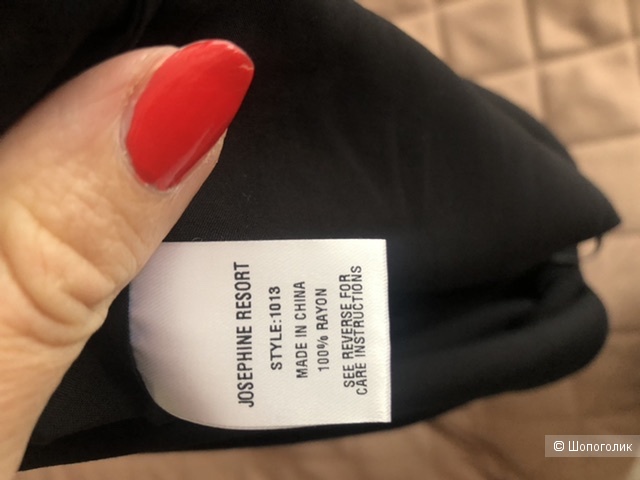 JOSEPHINE RESORT
STYLE:1013
MADE IN CHINA
100% RAYON
SEE REVERSE FOR
CARE INSTRUCTIONS
© Шопоголик